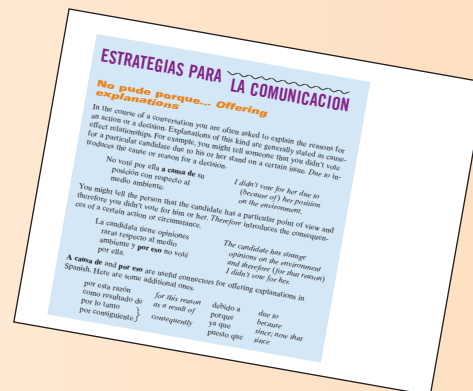 ESTRATEGIAS PARA LA COMUNICACION
No pude porque... Offering
explanations
In the course of a conversation you are often asked to explain the reasons for
an action or a decision. Explanations of this kind are generally stated as cause-
effect relationships. For example, you might tell someone that you didn't vote
for a particular candidate due to his or her stand on a certain issue. Due to in-
troduces the cause or reason for a decision.
No voté por ella a causa de su
posición con respecto al
medio ambiente.
I didn't vote for her due to
(because of) her position
on the environment.
You might tell the person that the candidate has a particular point of view and
therefore you didn't vote for him or her. Therefore introduces the consequen-
ces of a certain action or circumstance.
La candidala tiene opiniones
raras respecto al medio
ambiente y por eso no volé
por ella.
The candidate has strange
opinions on the environment
and therefore (for that reason)
I didn't vote for her.
A causa de and por eso are useful connectors for offering explanations in
Spanish. Here are some additional ones.
por esta razón for this reason debido a due to
como resultado de as a result of porque because
por lo tanto } consequently ya que since; now that
por consiguiente puesto que since